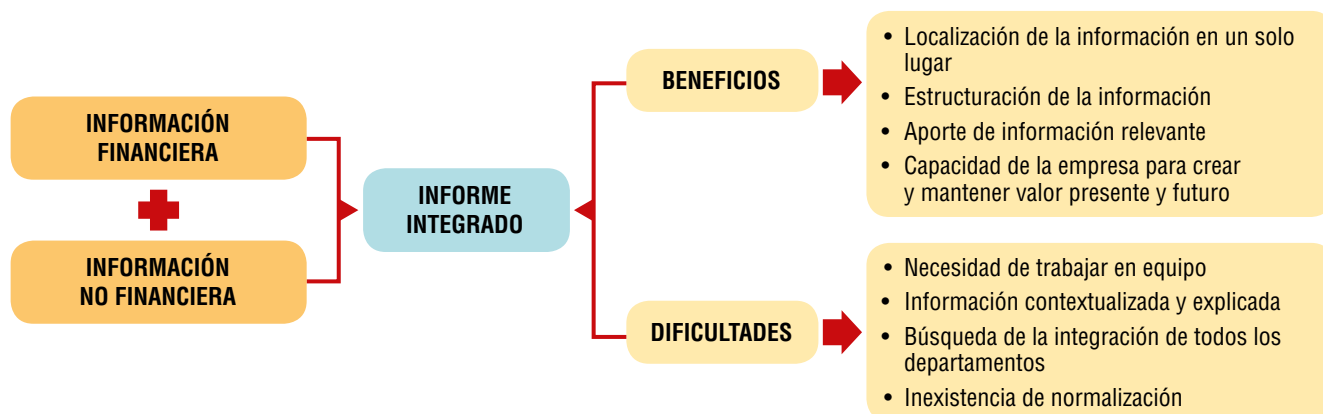 INFORMACIÓN
FINANCIERA
INFORMACIÓN
NO FINANCIERA
INFORME
INTEGRADO
BENEFICIOS
• Localización de la información en un solo
lugar
• Estructuración de la información
• Aporte de información relevante
• Capacidad de la empresa para crear
y mantener valor presente y futuro
DIFICULTADES
• Necesidad de trabajar en equipo
• Información contextualizada y explicada
• Búsqueda de la integración de todos los
departamentos
• Inexistencia de normalización